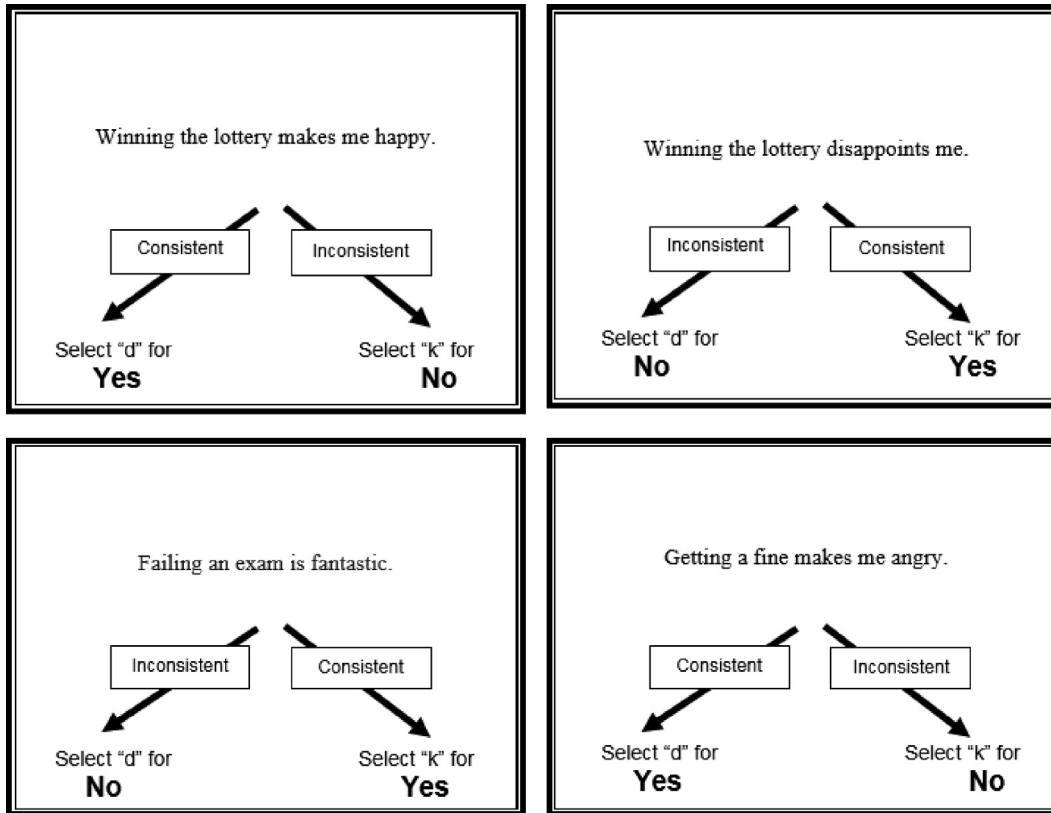 Winning the lottery makes me happy.
Consistent
Inconsistent
Select “d” for
Yes
Select “k” for
No
Winning the lottery disappoints me.
Inconsistent
Consistent
Select “d” for
No
Select “k” for
Yes
Failing an exam is fantastic.
Inconsistent
Consistent
Select “d” for
No
Select “k” for
Yes
Getting a fine makes me angry.
Consistent
Inconsistent
Select “d” for
Yes
Select “k” for
No